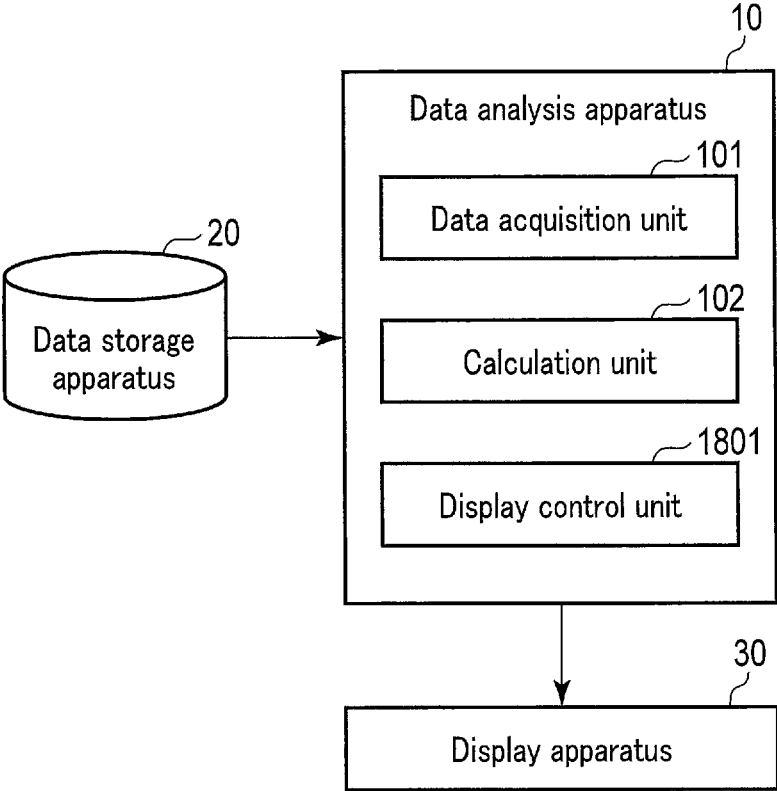 10
Data analysis apparatus
101
Data acquisition unit
20
Data storage
apparatus
102
Calculation unit
1801
Display control unit
30
Display apparatus